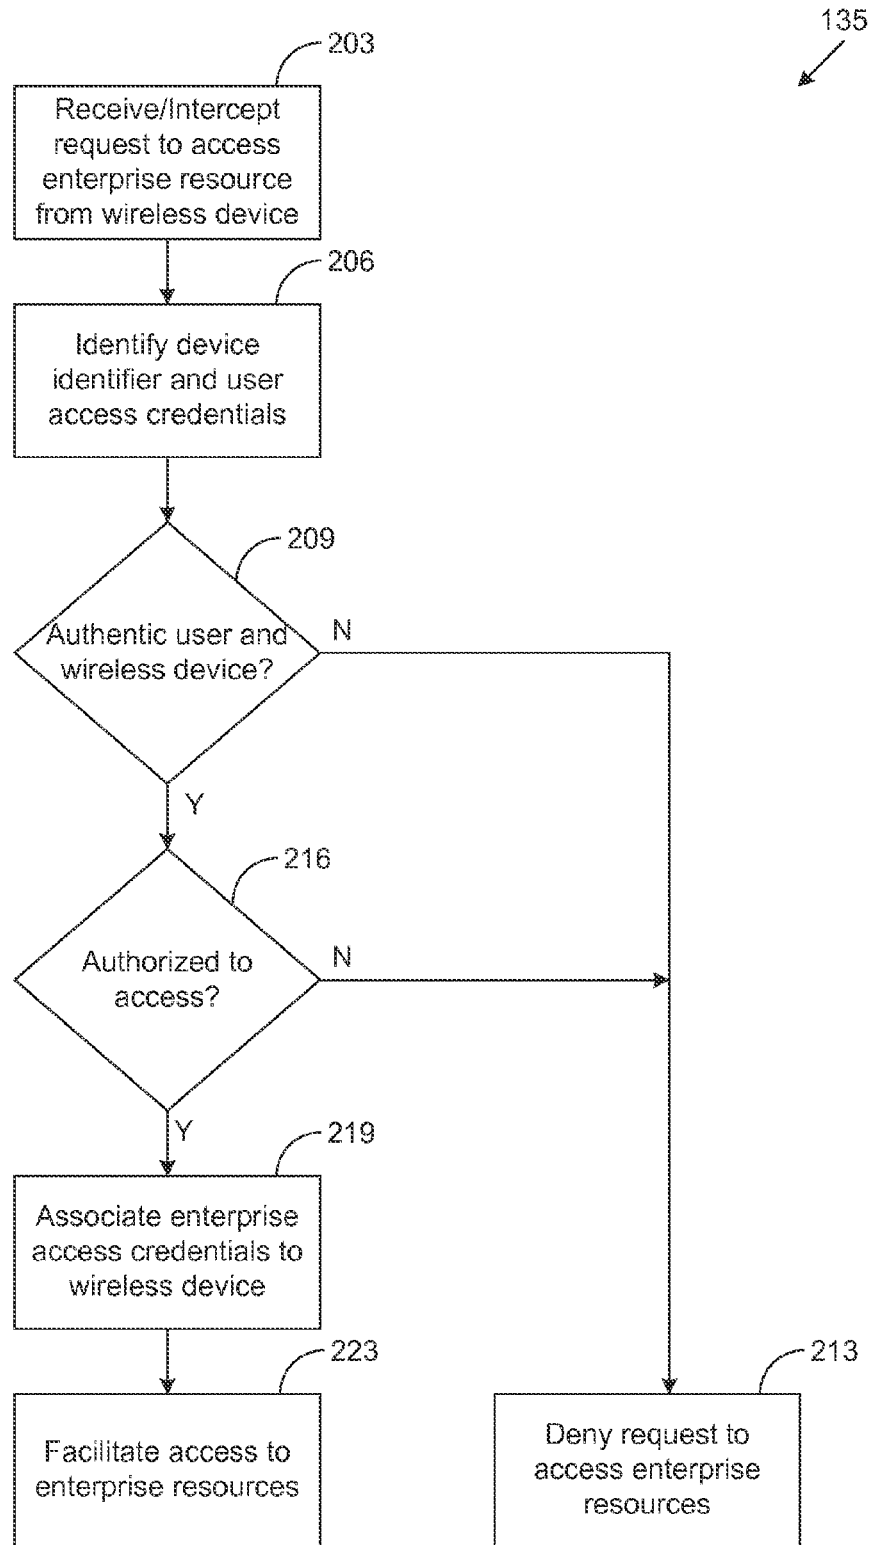 135
203
Receive/Intercept
request to access
enterprise resource
from wireless device
206
Identify device
identifier and user
access credentials
209
Authentic user and
wireless device?
N
Y
216
Authorized to
access?
N
Y
219
Associate enterprise
access credentials to
wireless device
223
Facilitate access to
enterprise resources
213
Deny request to
access enterprise
resources